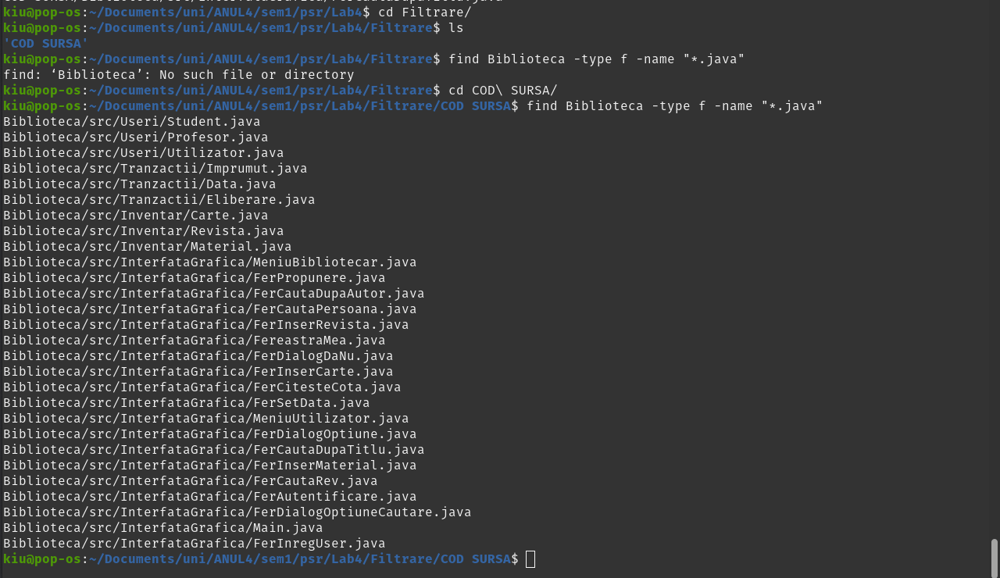 kiu@pop-os:~/Documents/uni/ANUL4/sem1/psr/Lab4$ cd Filtrare/
kiu@pop-os:~/Documents/uni/ANUL4/sem1/psr/Lab4/Filtrare$ ls
'COD SURSA'
kiu@pop-os:~/Documents/uni/ANUL4/sem1/psr/Lab4/Filtrare$ find Biblioteca -type f -name "*.java"
find: ‘Biblioteca’: No such file or directory
kiu@pop-os:~/Documents/uni/ANUL4/sem1/psr/Lab4/Filtrare$ cd COD\ SURSA/
kiu@pop-os:~/Documents/uni/ANUL4/sem1/psr/Lab4/Filtrare/COD SURSA$ find Biblioteca -type f -name "*.java"
Biblioteca/src/Useri/Student.java
Biblioteca/src/Useri/Profesor.java
Biblioteca/src/Useri/Utilizator.java
Biblioteca/src/Tranzactii/Imprumut.java
Biblioteca/src/Tranzactii/Data.java
Biblioteca/src/Tranzactii/Eliberare.java
Biblioteca/src/Inventar/Carte.java
Biblioteca/src/Inventar/Revista.java
Biblioteca/src/Inventar/Material.java
Biblioteca/src/InterfataGrafica/MeniuBibliotecar.java
Biblioteca/src/InterfataGrafica/FerPropunere.java
Biblioteca/src/InterfataGrafica/FerCautaDupaAutor.java
Biblioteca/src/InterfataGrafica/FerCautaPersoana.java
Biblioteca/src/InterfataGrafica/FerInserRevista.java
Biblioteca/src/InterfataGrafica/FereastraMea.java
Biblioteca/src/InterfataGrafica/FerDialogDaNu.java
Biblioteca/src/InterfataGrafica/FerInserCarte.java
Biblioteca/src/InterfataGrafica/FerCitesteCota.java
Biblioteca/src/InterfataGrafica/FerSetData.java
Biblioteca/src/InterfataGrafica/MeniuUtilizator.java
Biblioteca/src/InterfataGrafica/FerDialogOptiune.java
Biblioteca/src/InterfataGrafica/FerCautaDupaTitlu.java
Biblioteca/src/InterfataGrafica/FerInserMaterial.java
Biblioteca/src/InterfataGrafica/FerCautaRev.java
Biblioteca/src/InterfataGrafica/FerAutentificare.java
Biblioteca/src/InterfataGrafica/FerDialogOptiuneCautare.java
Biblioteca/src/InterfataGrafica/Main.java
Biblioteca/src/InterfataGrafica/FerInregUser.java
kiu@pop-os:~/Documents/uni/ANUL4/sem1/psr/Lab4/Filtrare/COD SURSA$